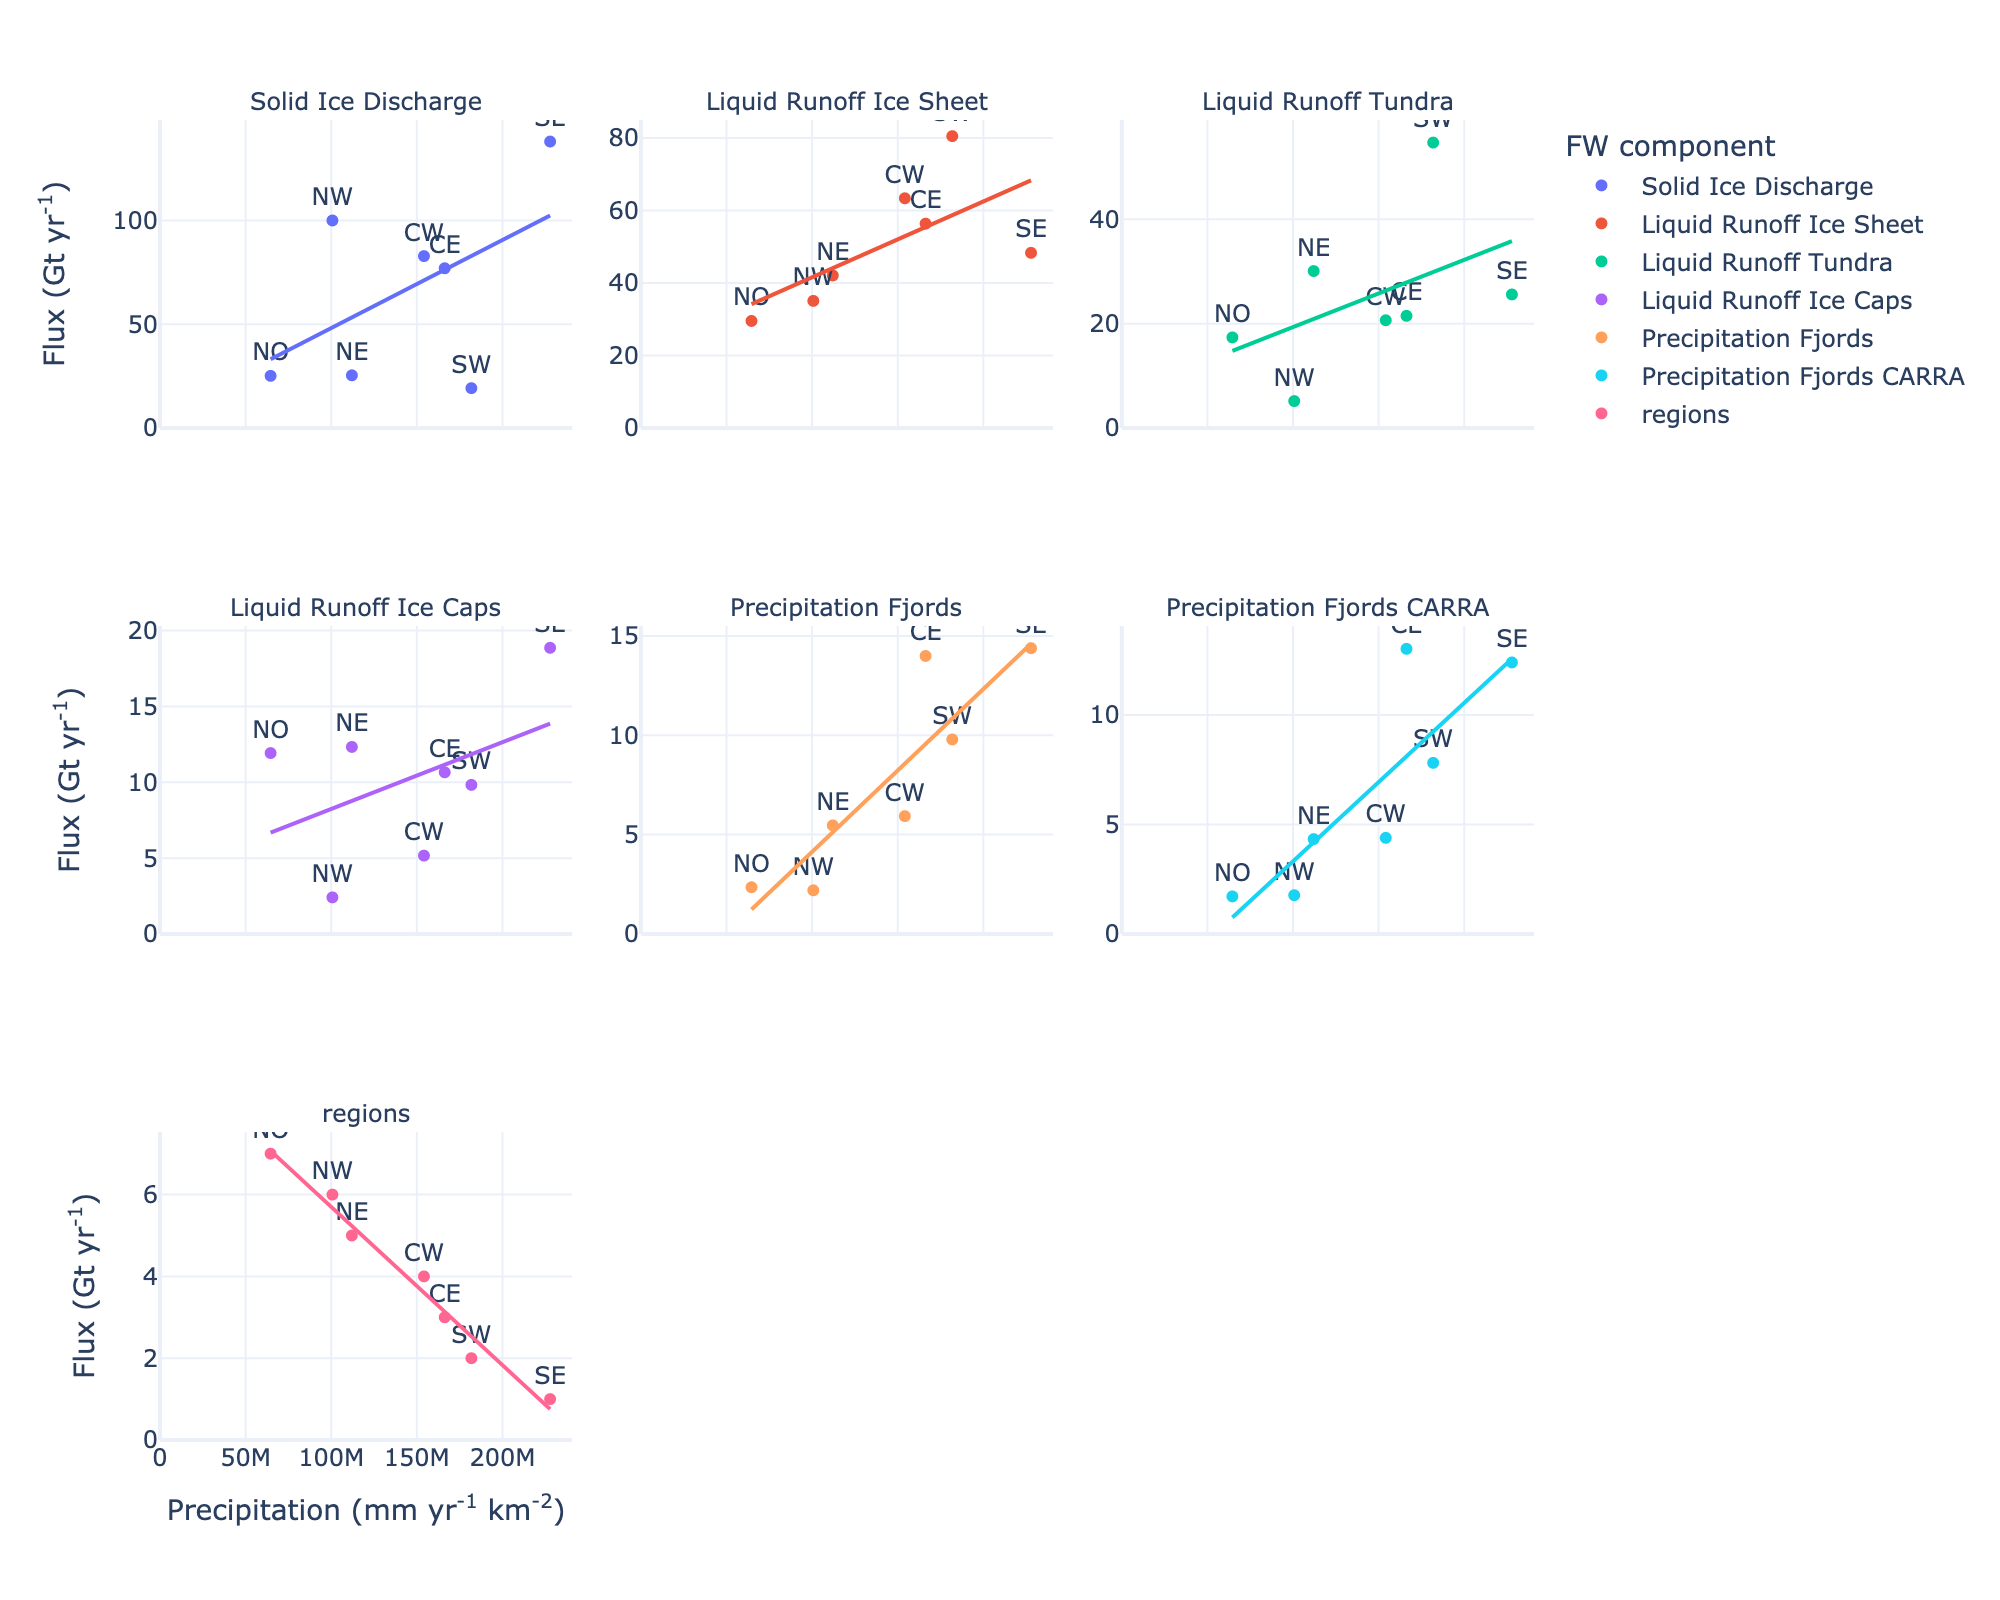 Solid Ice Discharge
Liquid Runoff Ice Sheet
Liquid Runoff Tundra
FW component
Solid Ice Discharge
Liquid Runoff Ice Sheet
Liquid Runoff Tundra
Liquid Runoff Ice Caps
Precipitation Fjords
Precipitation Fjords CARRA
regions
Flux (Gt yr-1)
100
50
0
SE
NW
CW
CE
NO
NE
SW
80
60
40
20
0
SW
CW
CE
SE
NE
NW
NO
40
20
0
SW
NE
SE
CW
CE
NO
NW
Liquid Runoff Ice Caps
Precipitation Fjords
Precipitation Fjords CARRA
Flux (Gt yr-1)
20
15
10
5
0
SE
NO
NE
CE
SW
CW
NW
15
10
5
0
CE
SE
SW
NE
CW
NO
NW
10
5
0
CE
SE
SW
NE
CW
NO
NW
regions
Flux (Gt yr-1)
6
4
2
0
NO
NW
NE
CW
CE
SW
SE
0
50M
100M
150M
200M
Precipitation (mm yr-1 km-2)